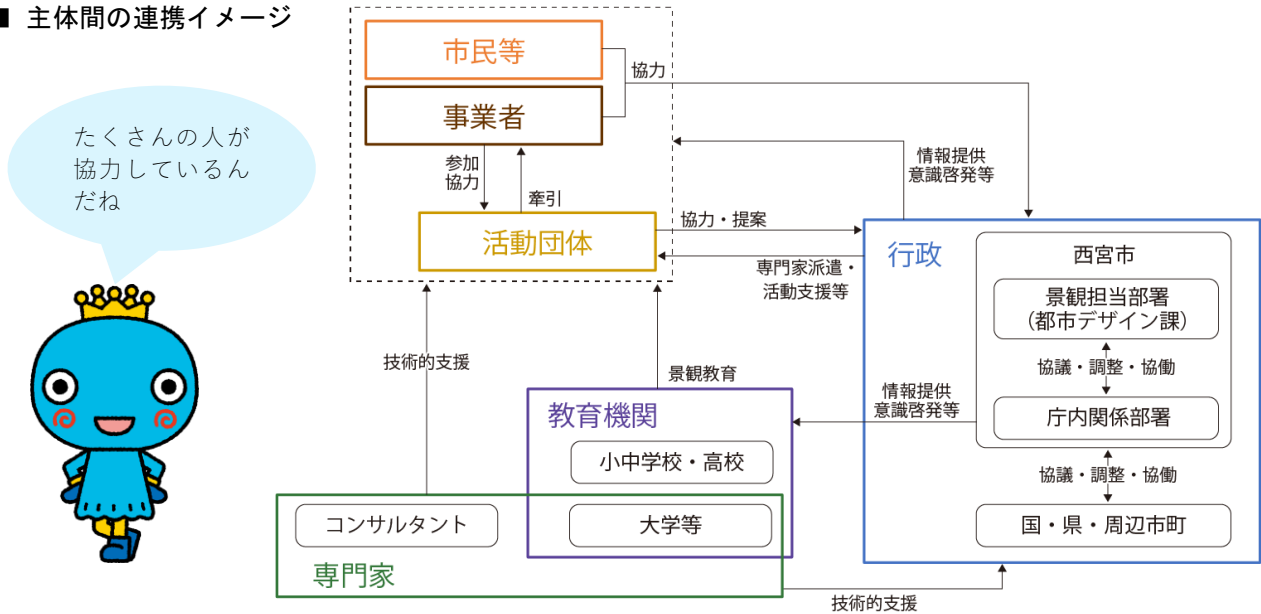 ■ 主体間の連携イメージ
たくさんの人が
協力しているん
だね
市民等
事業者
協力
参加
協力
牽引
活動団体
協力・提案
専門家派遣・
活動支援等
情報提供
意識啓発等
行政
西宮市
景観担当部署
（都市デザイン課）
協議・調整・協働
庁内関係部署
協議・調整・協働
国・県・周辺市町
技術的支援
景観教育
情報提供
意識啓発等
教育機関
小中学校・高校
コンサルタント
大学等
専門家
技術的支援